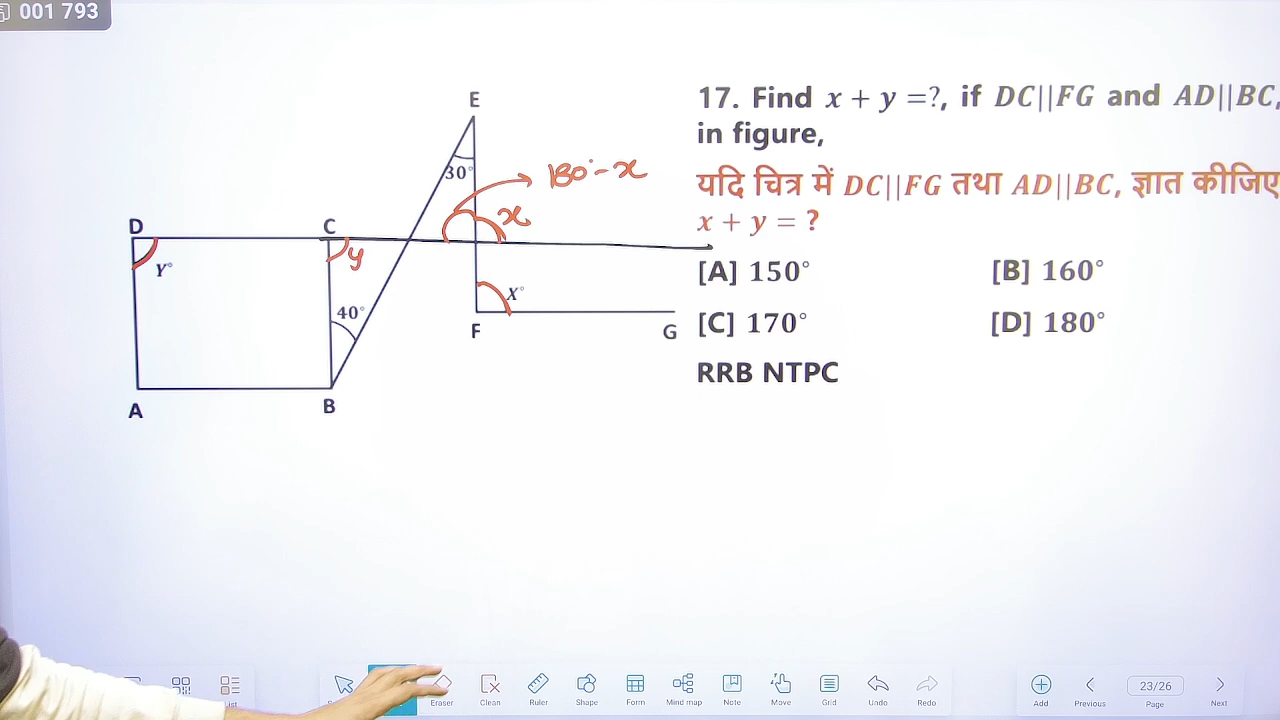 001 793
17. Find x + y =?, if DC||FG and AD||BC,
in figure,
यदि चित्र में DC||FG तथा AD||BC, ज्ञात कीजिए
x + y = ?
[A] 150° [B] 160°
[C] 170° [D] 180°
RRB NTPC
E
30°
180°-x
x
D C
Y° y
40° X°
F G
A B
Eraser Clean Ruler Shape Form Mind map Note Move Grid Undo Redo
Add Previous 23/26 Page Next